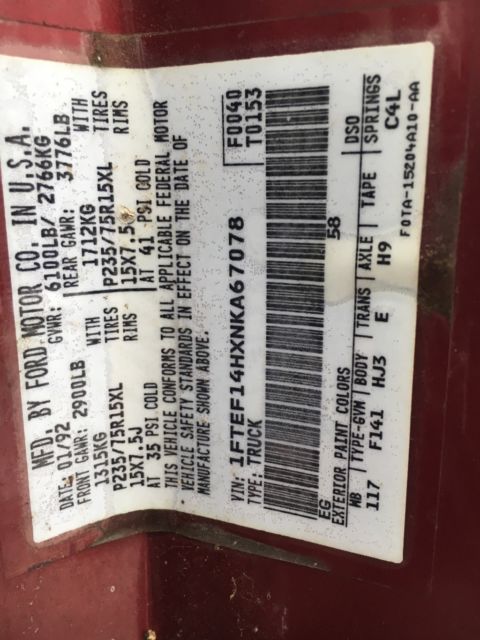 MFD. BY FORD MOTOR CO. IN U.S.A.
DATE: 01/92 GVWR: 6100LB/ 2766KG
FRONT GAWR: 2900LB REAR GAWR: 3776LB
1315KG WITH 1712KG WITH
P235/75R15XL TIRES P235/75R15XL TIRES
15X7.5J RIMS 15X7.5J RIMS
AT 35 PSI COLD AT 41 PSI COLD
THIS VEHICLE CONFORMS TO ALL APPLICABLE FEDERAL MOTOR
VEHICLE SAFETY STANDARDS IN EFFECT ON THE DATE OF
MANUFACTURE SHOWN ABOVE.
VIN: 1FTEF14HXNKA67078 F0040
TYPE: TRUCK T0153
EG 58
EXTERIOR PAINT COLORS DSO
WB TYPE-GVW BODY TRANS AXLE TAPE SPRINGS
117 F141 HJ3 E H9 C4L
F0TA-15204A10-AA